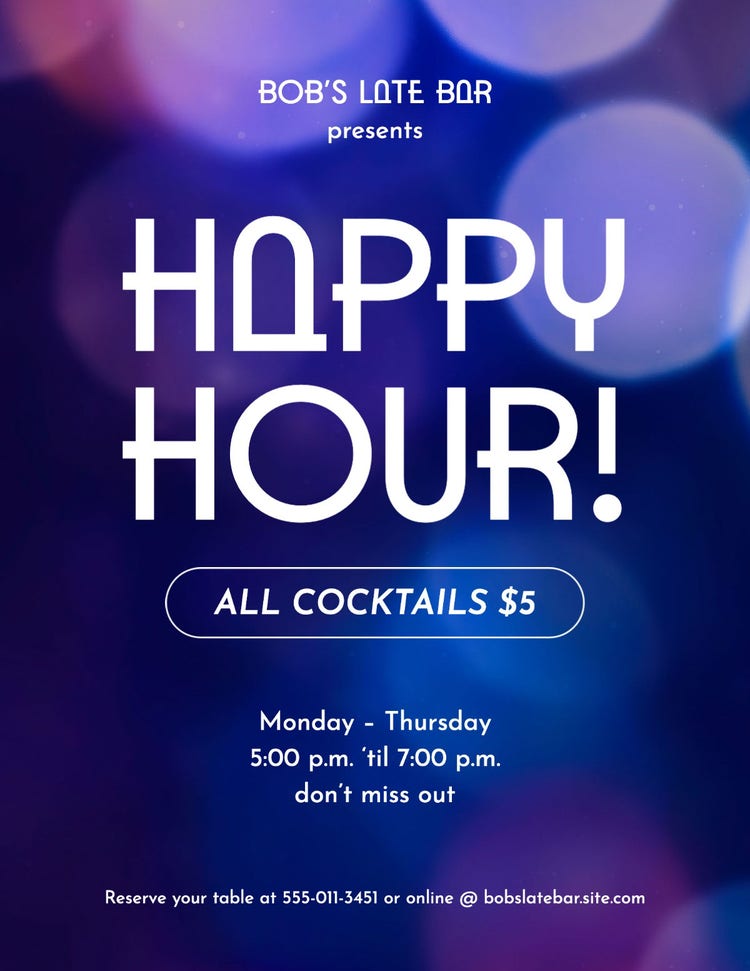 BOB'S LATE BAR
presents
HAPPY
HOUR!
ALL COCKTAILS $5
Monday – Thursday
5:00 p.m. ‘til 7:00 p.m.
don't miss out
Reserve your table at 555-011-3451 or online @ bobslatebar.site.com